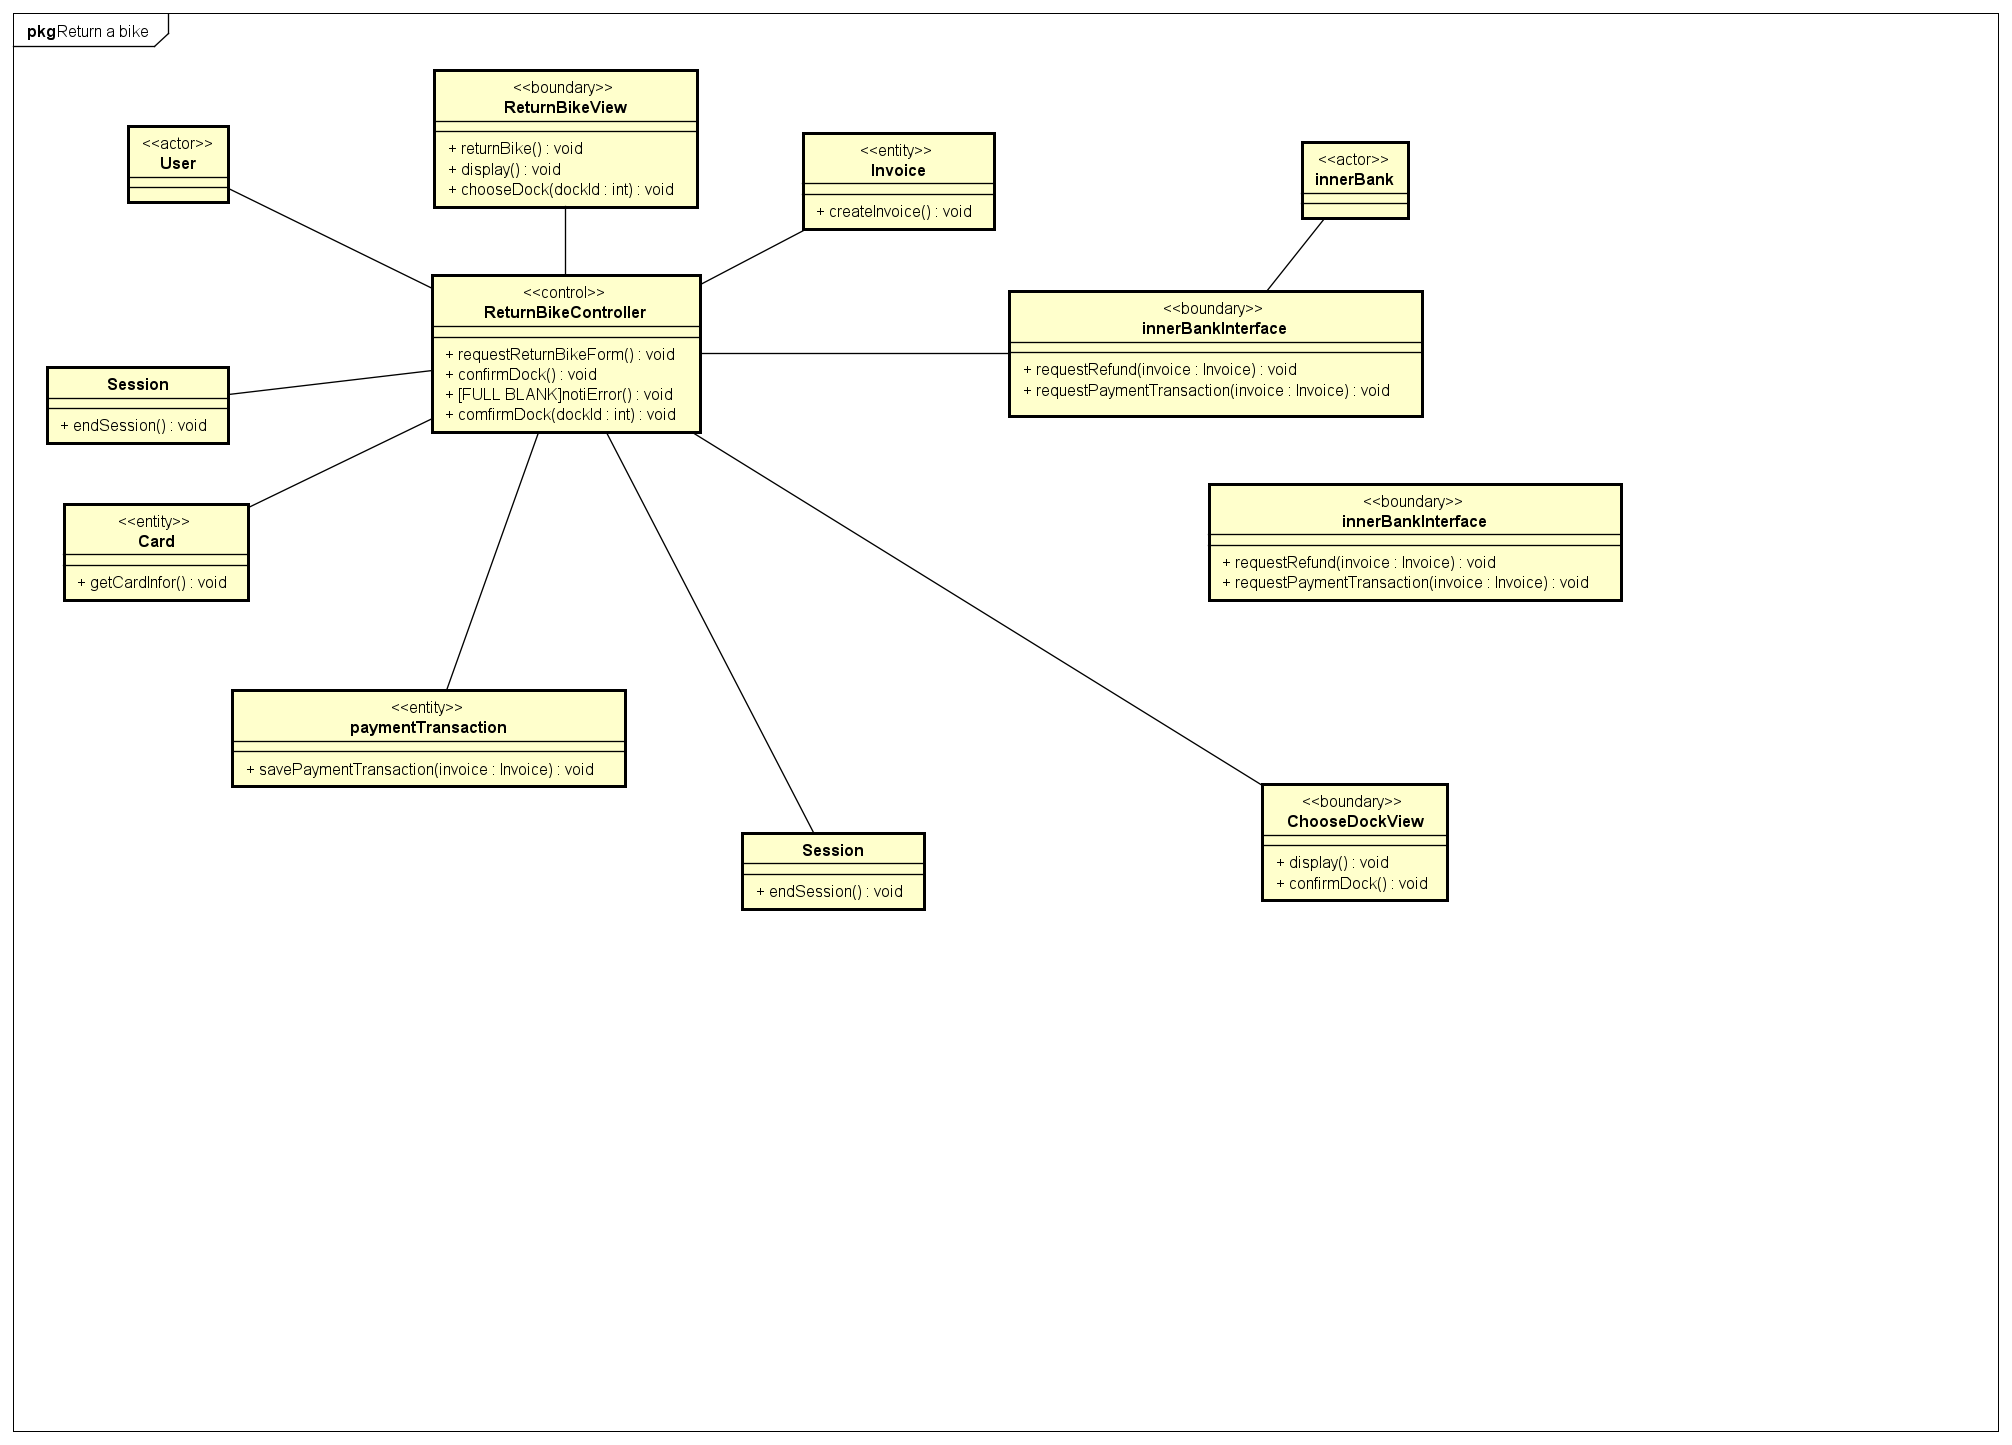 pkgReturn a bike
<<boundary>>
ReturnBikeView
+ returnBike() : void
+ display() : void
+ chooseDock(dockId : int) : void
<<actor>>
User
<<entity>>
Invoice
+ createInvoice() : void
<<actor>>
innerBank
<<control>>
ReturnBikeController
+ requestReturnBikeForm() : void
+ confirmDock() : void
+ [FULL BLANK]notiError() : void
+ comfirmDock(dockId : int) : void
<<boundary>>
innerBankInterface
+ requestRefund(invoice : Invoice) : void
+ requestPaymentTransaction(invoice : Invoice) : void
Session
+ endSession() : void
<<boundary>>
innerBankInterface
+ requestRefund(invoice : Invoice) : void
+ requestPaymentTransaction(invoice : Invoice) : void
<<entity>>
Card
+ getCardInfor() : void
<<entity>>
paymentTransaction
+ savePaymentTransaction(invoice : Invoice) : void
<<boundary>>
ChooseDockView
+ display() : void
+ confirmDock() : void
Session
+ endSession() : void